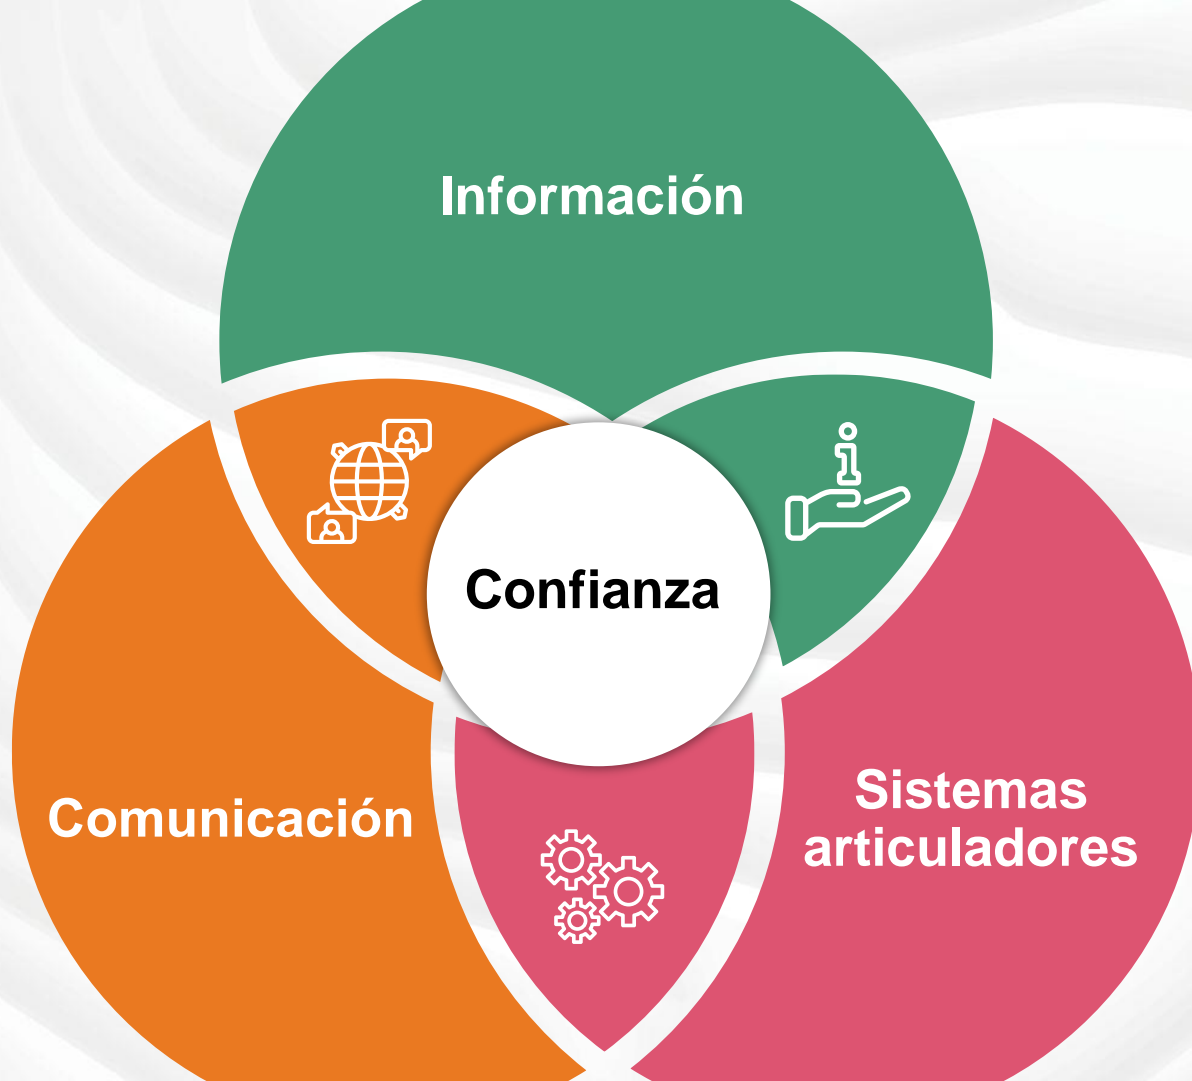 Información
Confianza
Comunicación
Sistemas
articuladores